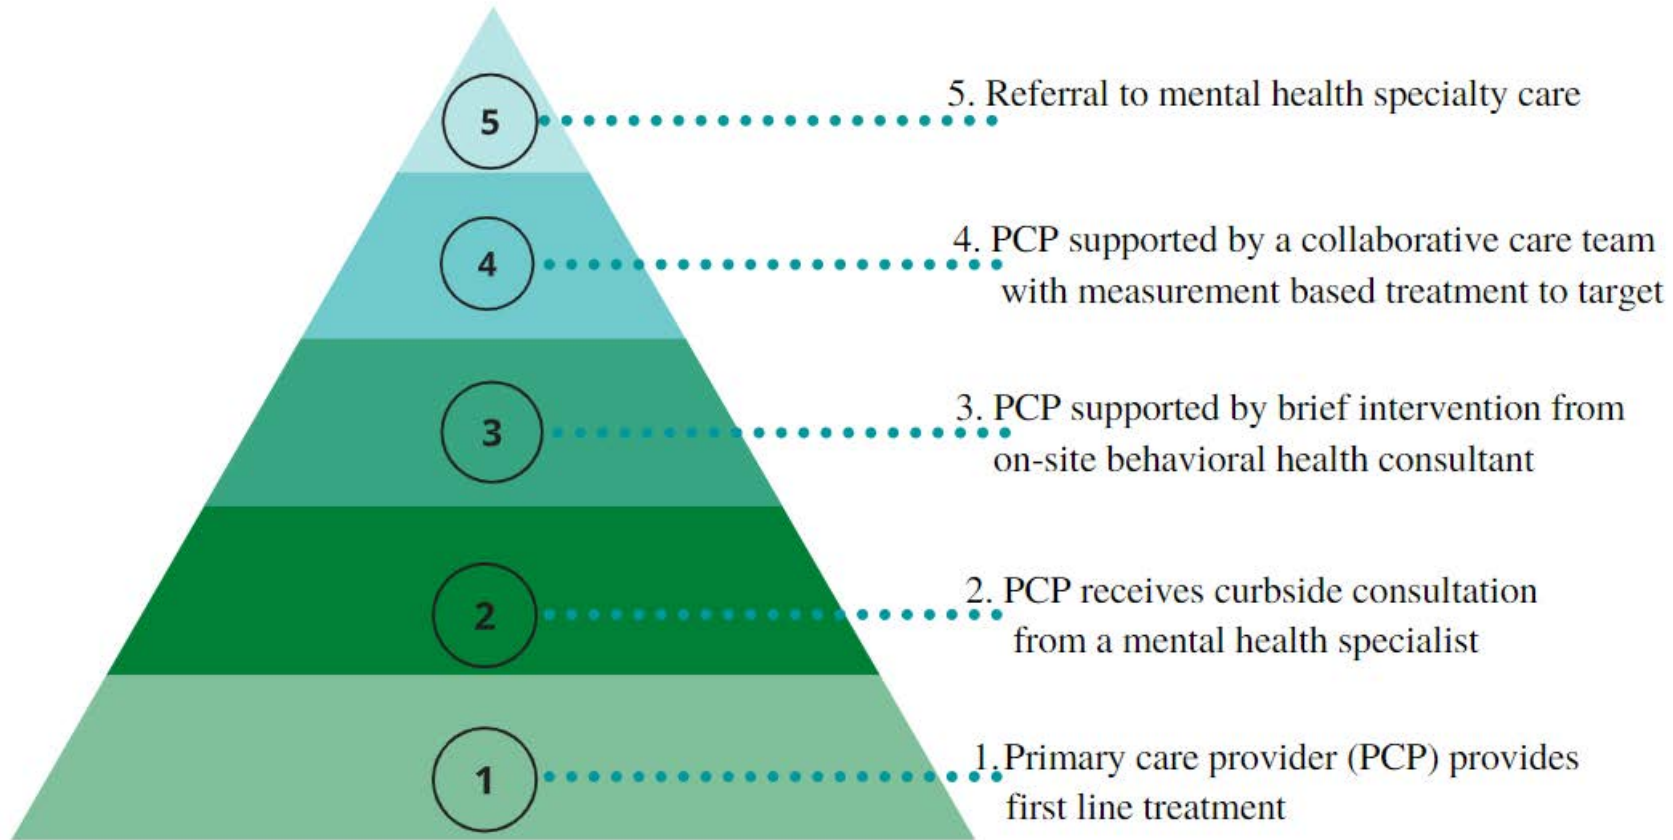 5
5. Referral to mental health specialty care
4
4. PCP supported by a collaborative care team
with measurement based treatment to target
3
3. PCP supported by brief intervention from
on-site behavioral health consultant
2
2. PCP receives curbside consultation
from a mental health specialist
1
1.Primary care provider (PCP) provides
first line treatment